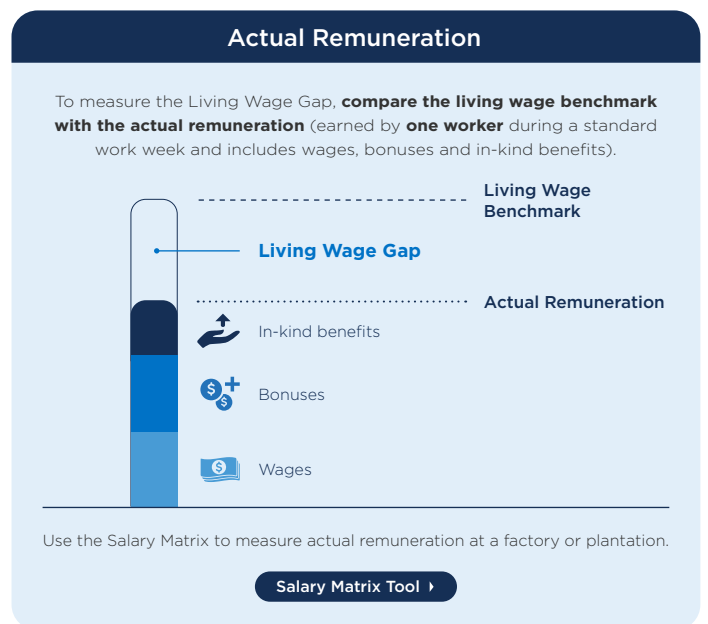 Actual Remuneration
To measure the Living Wage Gap, compare the living wage benchmark
with the actual remuneration (earned by one worker during a standard
work week and includes wages, bonuses and in-kind benefits).
Living Wage
Benchmark
Living Wage Gap
Actual Remuneration
In-kind benefits
Bonuses
Wages
Use the Salary Matrix to measure actual remuneration at a factory or plantation.
Salary Matrix Tool